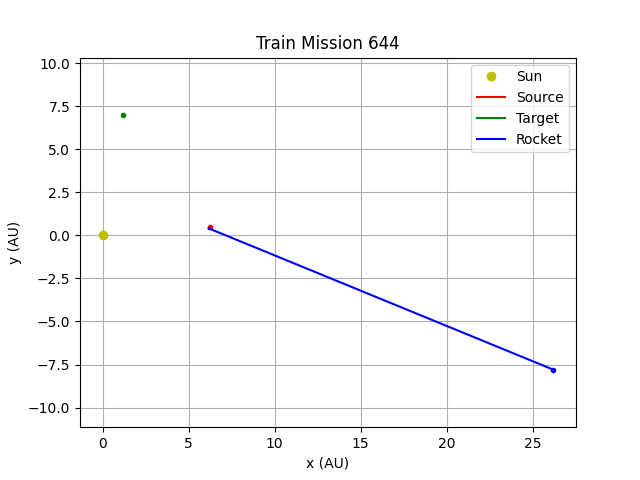 Train Mission 644
10.0
7.5
5.0
2.5
0.0
−2.5
−5.0
−7.5
−10.0
y (AU)
Sun
Source
Target
Rocket
0 5 10 15 20 25
x (AU)